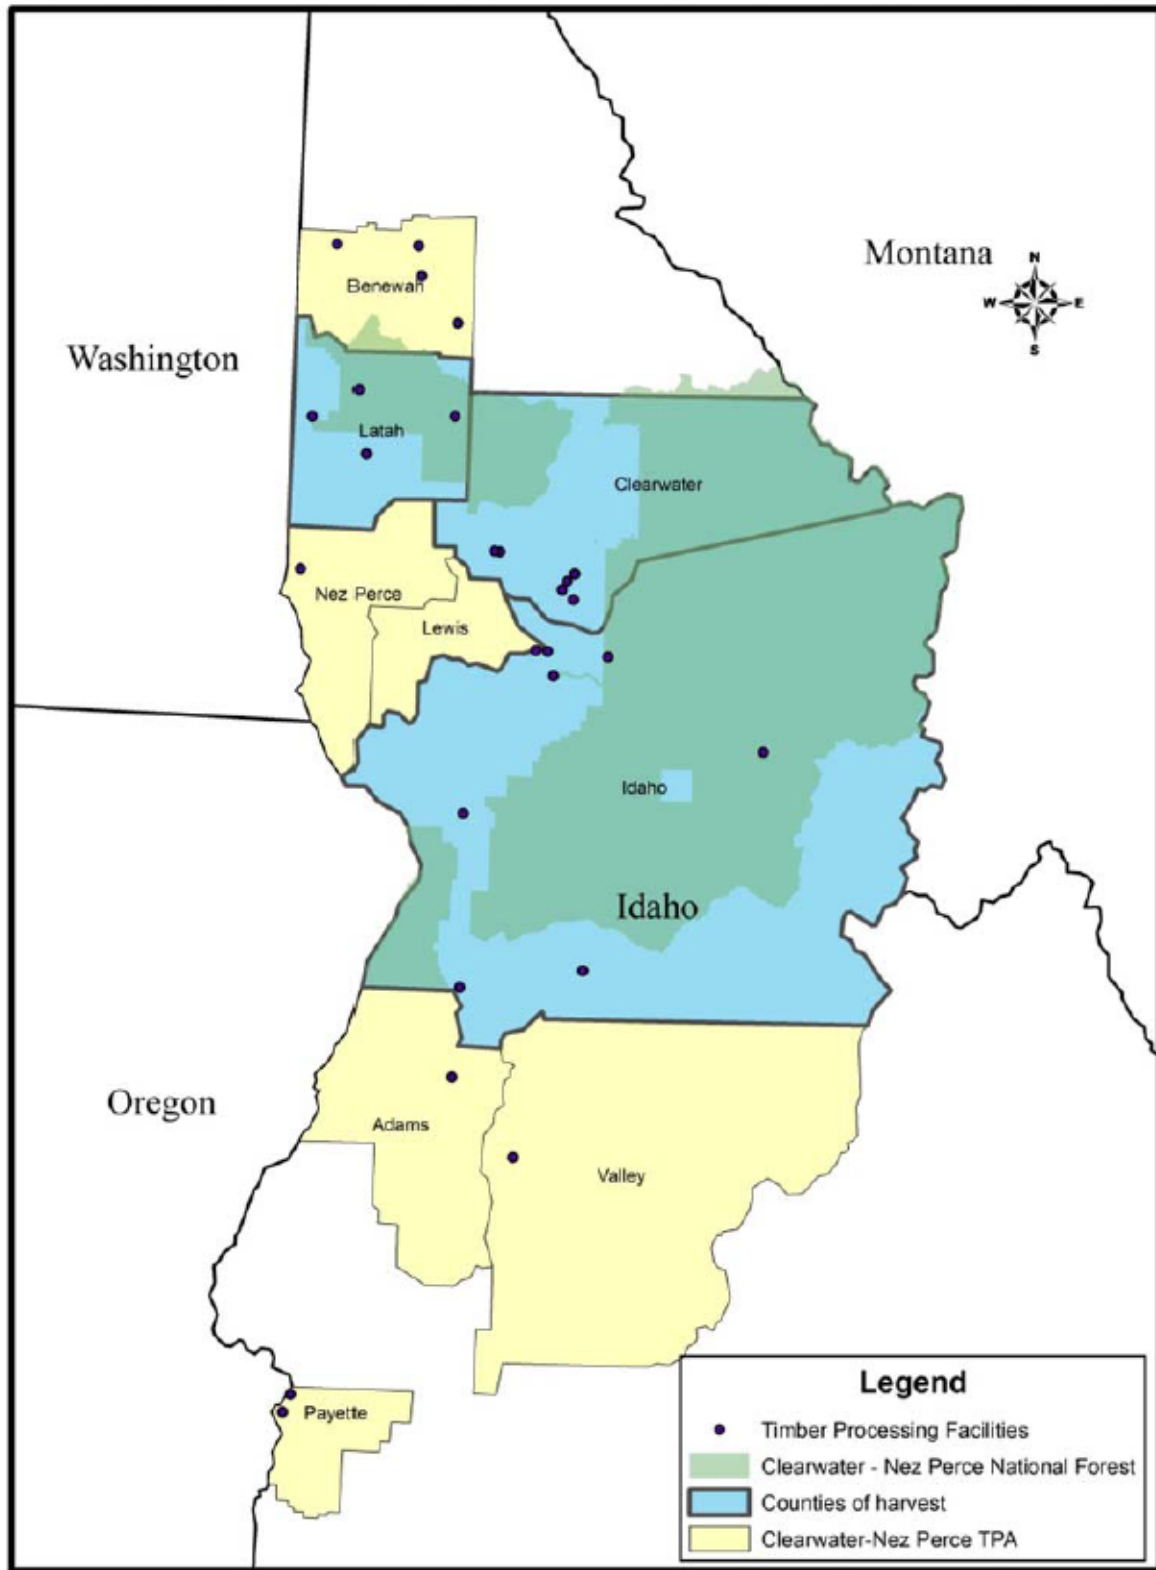 Montana
N
W
E
S
Benewah
Washington
Latah
Clearwater
Nez Perce
Lewis
Idaho
Idaho
Oregon
Adams
Valley
Payette
Legend
Timber Processing Facilities
Clearwater - Nez Perce National Forest
Counties of harvest
Clearwater-Nez Perce TPA